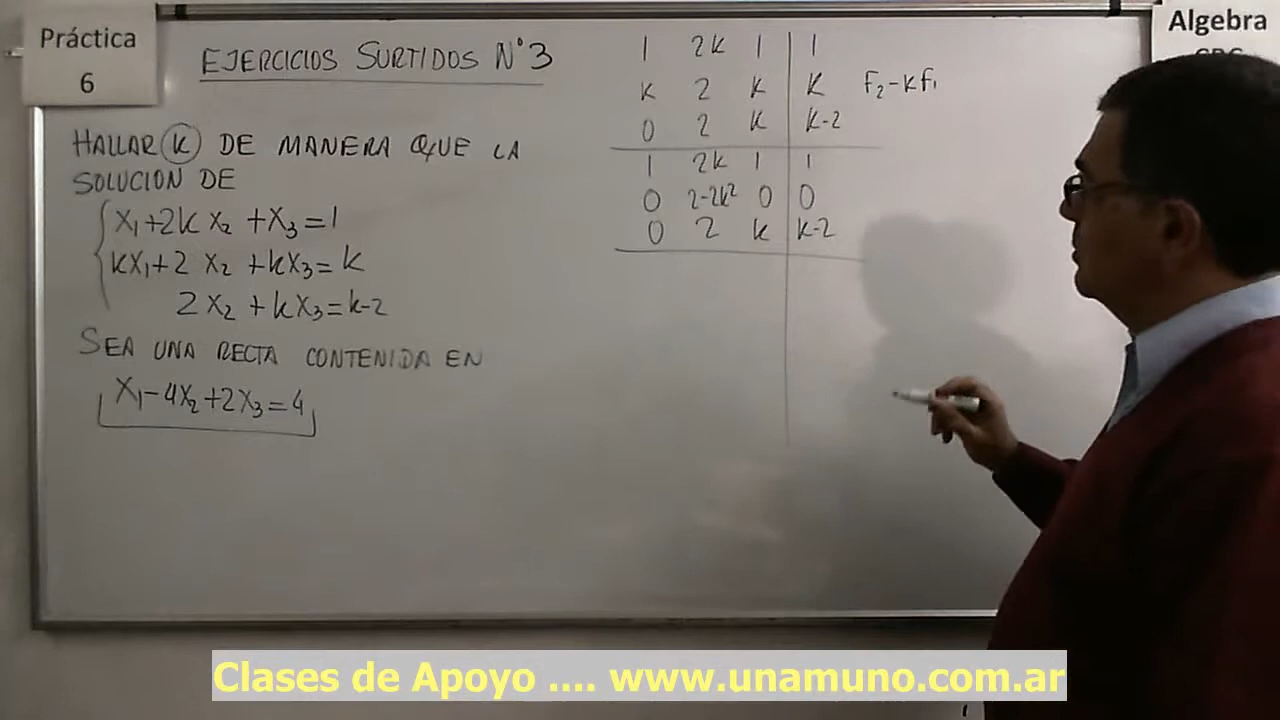 Práctica
6
EJERCICIOS SURTIDOS N°3
HALLAR K DE MANERA QUE LA
SOLUCION DE
X₁+2K X₂ +X₃=1
KX₁+2 X₂ +KX₃=K
2X₂ +KX₃=K-2
SEA UNA RECTA CONTENIDA EN
X₁-4X₂+2X₃=4
1 2K 1 | 1
K 2 K | K F₂-KF₁
0 2 K | K-2
1 2K 1 | 1
0 2-2K² 0 | 0
0 2 K | K-2
Algebra
Clases de Apoyo .... www.unamuno.com.ar